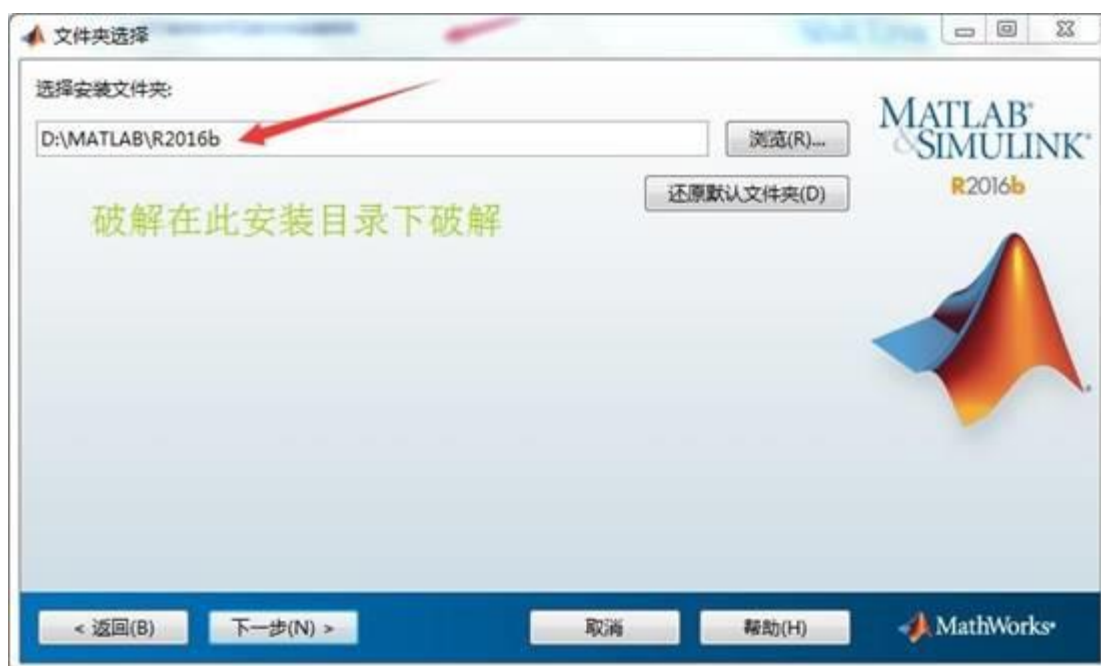 文件夹选择
选择安装文件夹:
D:\MATLAB\R2016b
浏览(R)...
还原默认文件夹(D)
MATLAB®
&SIMULINK®
R2016b
破解在此安装目录下破解
< 返回(B)
下一步(N) >
取消
帮助(H)
MathWorks®